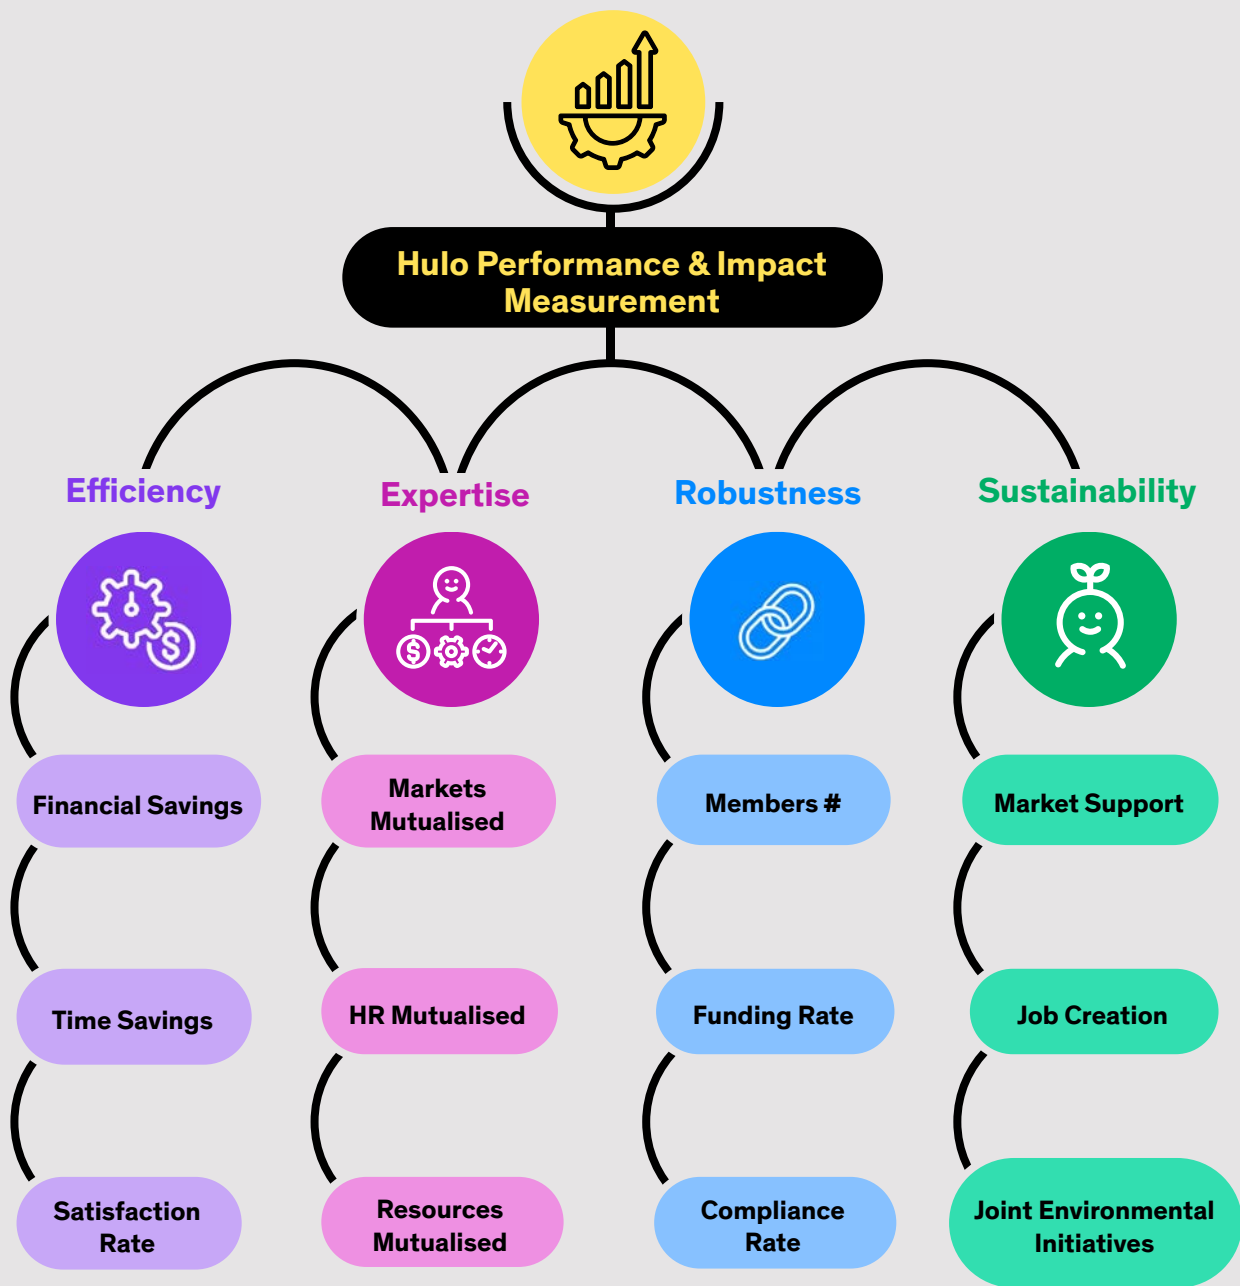 Hulo Performance & Impact
Measurement
Efficiency
Expertise
Robustness
Sustainability
Financial Savings
Markets
Mutualised
Members #
Market Support
Time Savings
HR Mutualised
Funding Rate
Job Creation
Satisfaction
Rate
Resources
Mutualised
Compliance
Rate
Joint Environmental
Initiatives